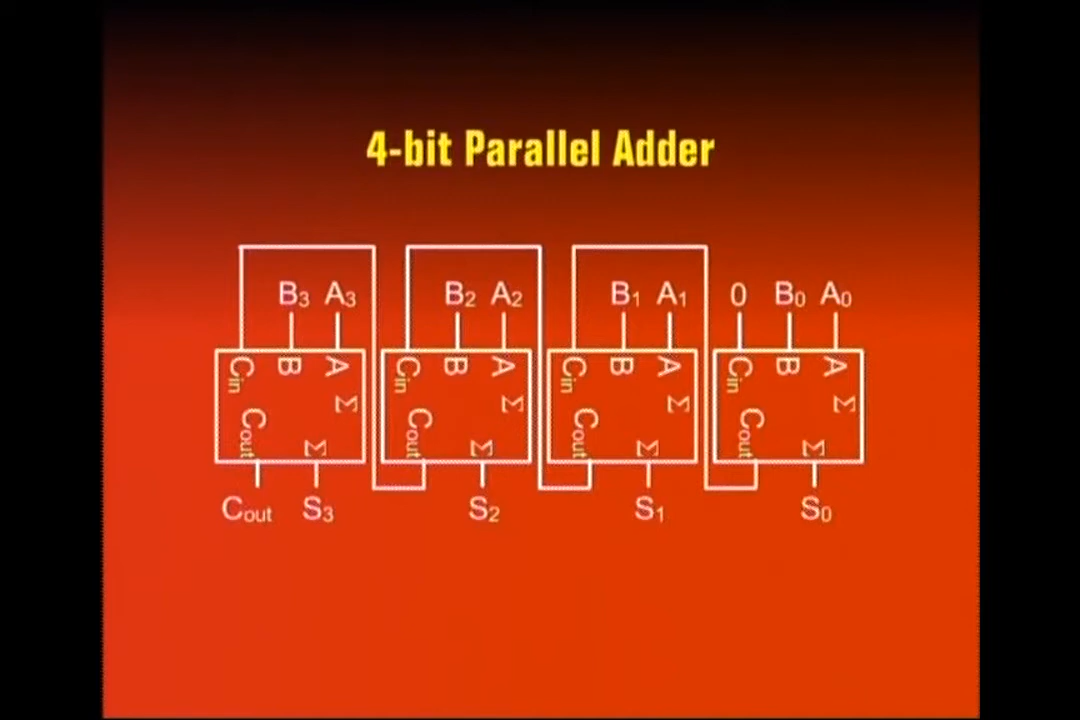 4-bit Parallel Adder
B3 A3 B2 A2 B1 A1 0 B0 A0
Cin B A Cin B A Cin B A Cin B A
Σ Σ Σ Σ
Cout Σ Cout Σ Cout Σ Cout Σ
Cout S3 S2 S1 S0